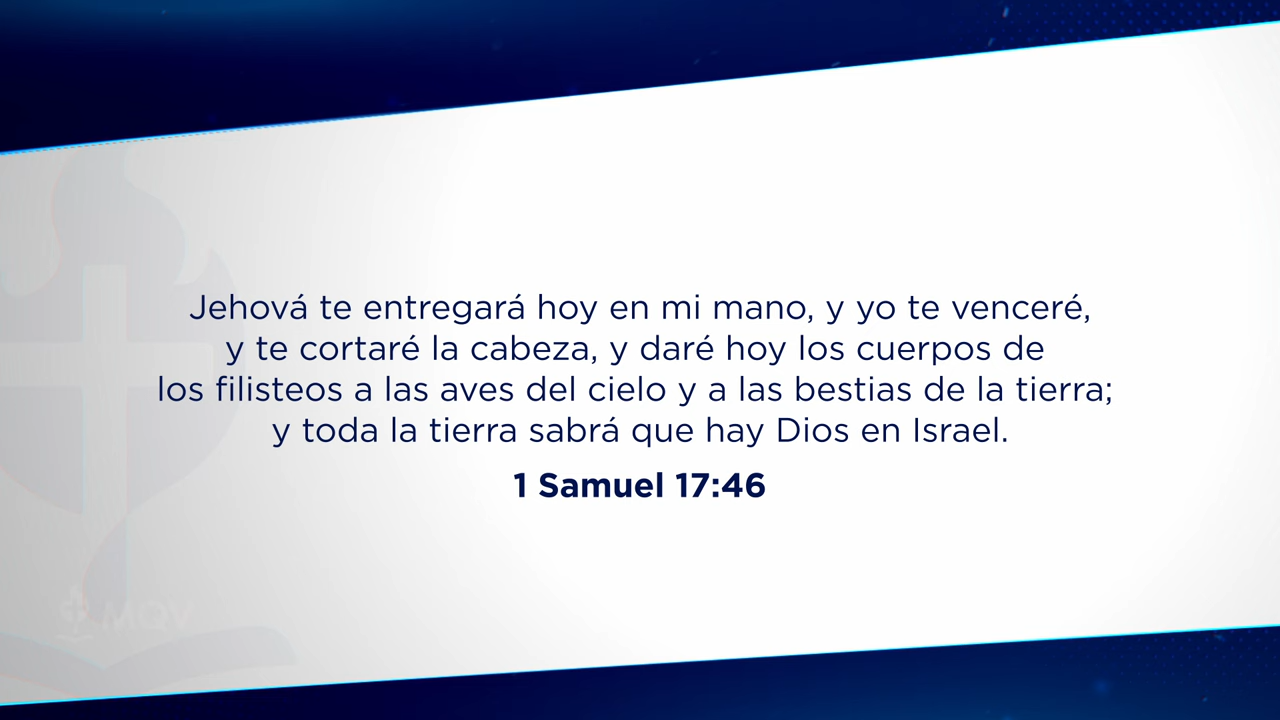 Jehová te entregará hoy en mi mano, y yo te venceré,
y te cortaré la cabeza, y daré hoy los cuerpos de
los filisteos a las aves del cielo y a las bestias de la tierra;
y toda la tierra sabrá que hay Dios en Israel.
1 Samuel 17:46
MQV